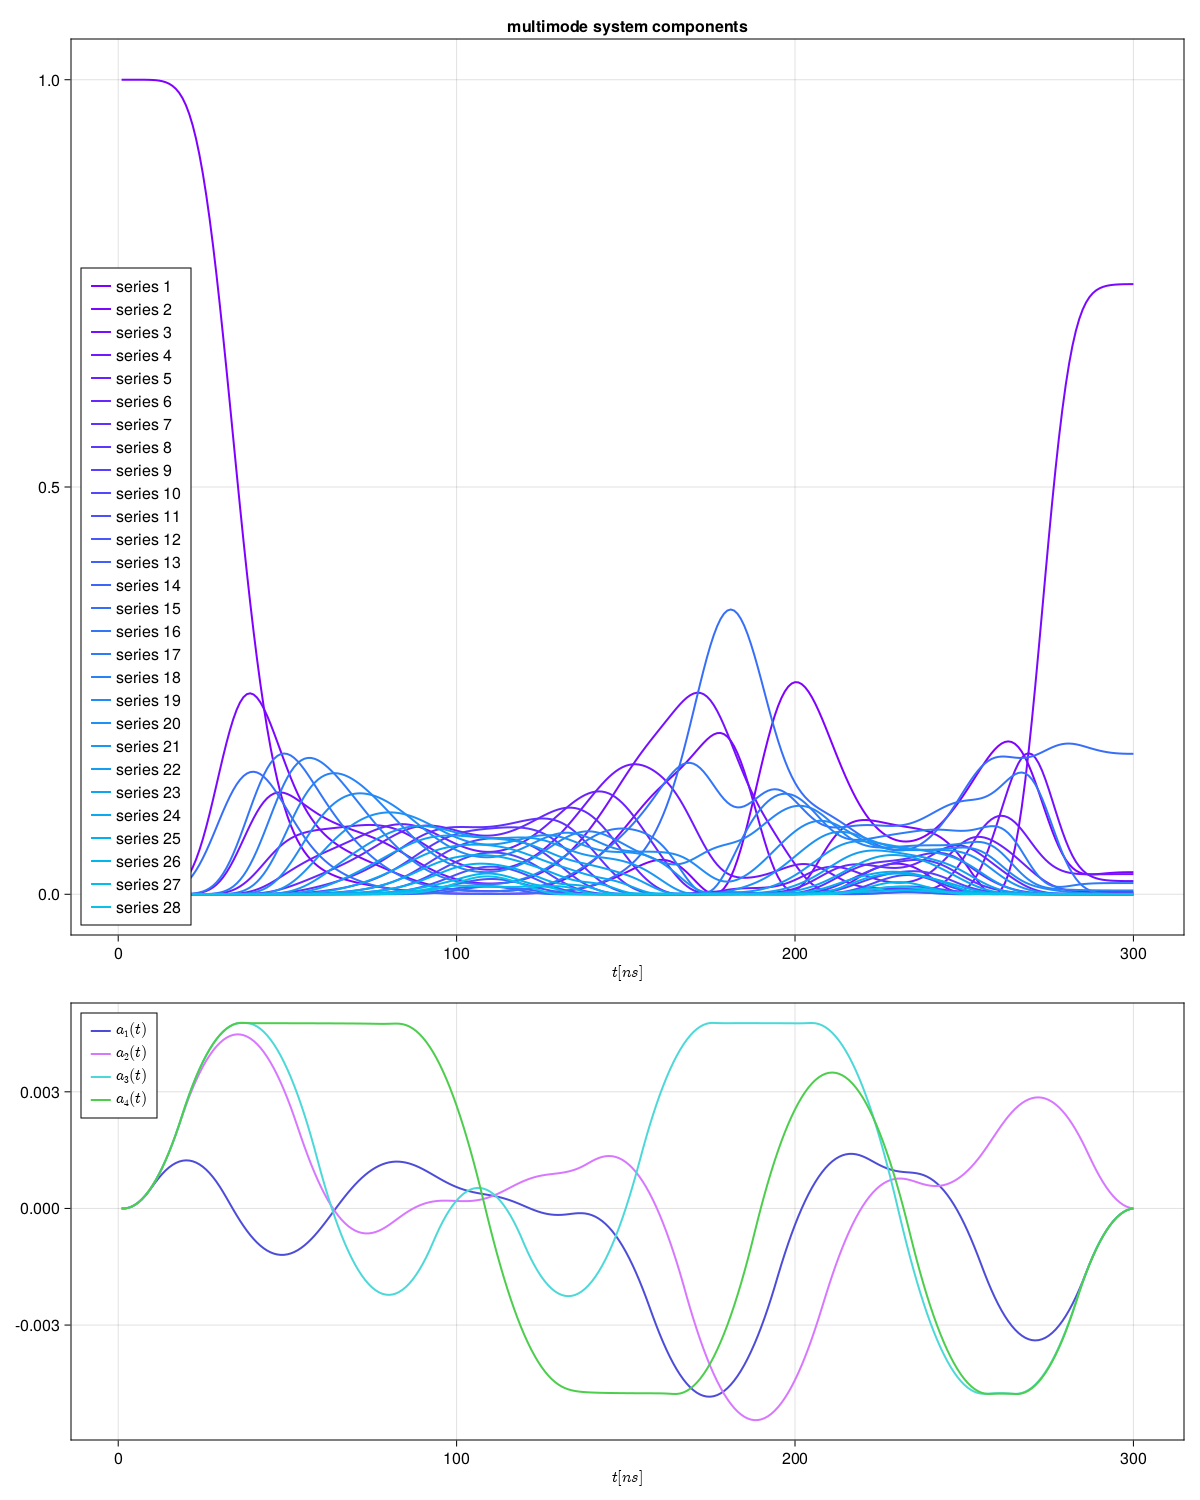 multimode system components
1.0
series 1
series 2
series 3
series 4
series 5
series 6
series 7
series 8
series 9
series 10
series 11
series 12
series 13
series 14
series 15
series 16
series 17
series 18
series 19
series 20
series 21
series 22
series 23
series 24
series 25
series 26
series 27
series 28
0.5
0.0
0 100 200 300
t[ns]
a₁(t)
a₂(t)
a₃(t)
a₄(t)
0.003
0.000
-0.003
0 100 200 300
t[ns]